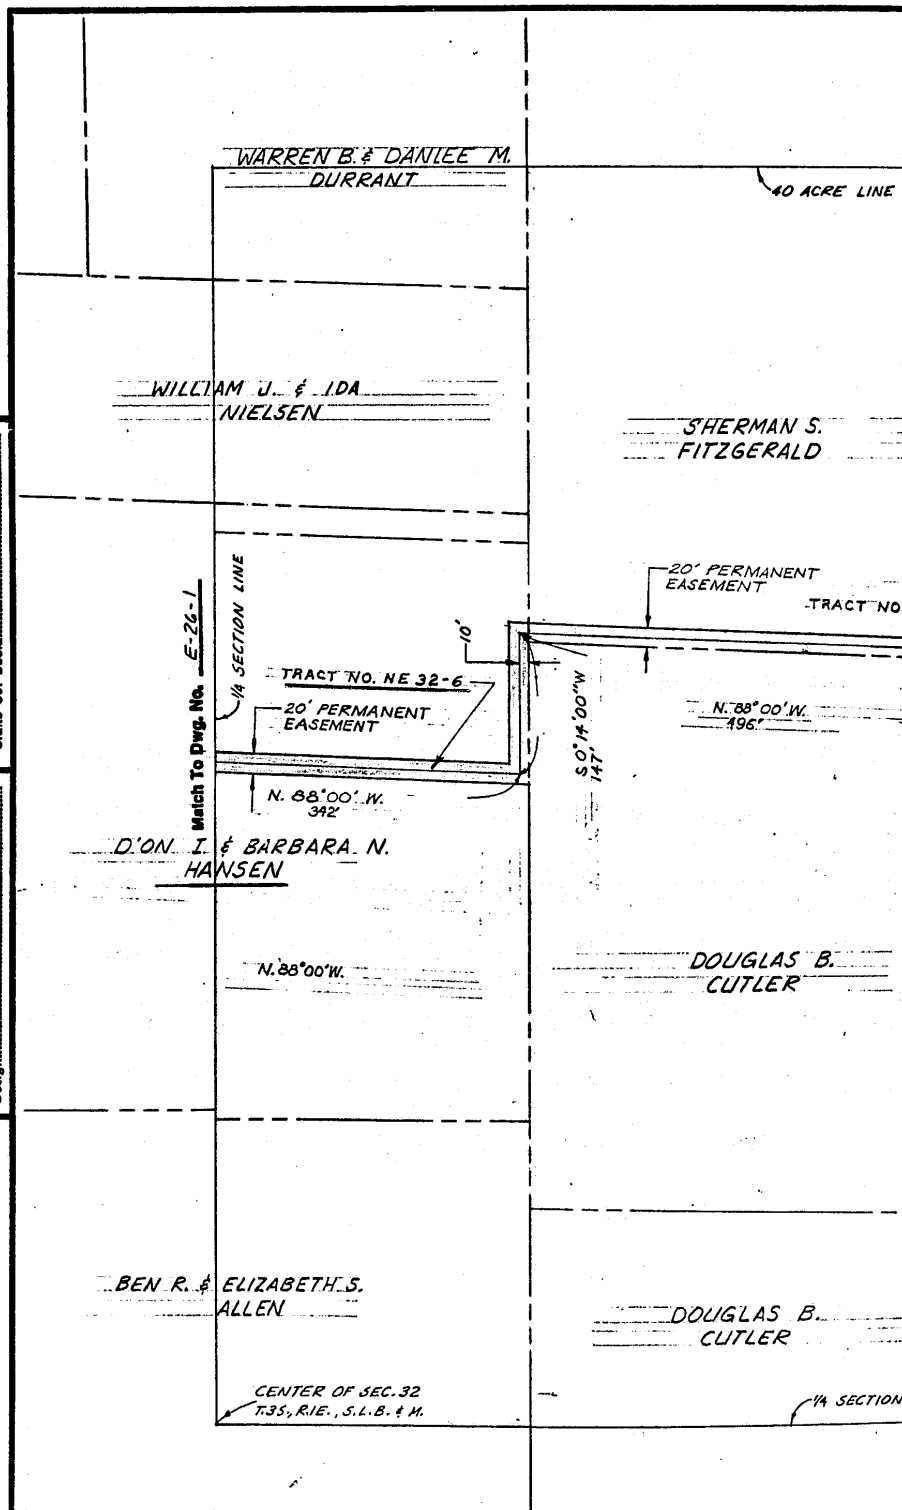 WARREN B. & DANIEE M.
DURRANT
40 ACRE LINE
WILLIAM J. & IDA
NIELSEN
SHERMAN S.
FITZGERALD
Match To Dwg. No. E-26-1
1/4 SECTION LINE
20' PERMANENT
EASEMENT
TRACT NO.
10'
TRACT NO. NE 32-6
20' PERMANENT
EASEMENT
S 0° 14' 00" W
147'
N. 88° 00' W.
496'
N. 88° 00' W.
342'
D'ON I. & BARBARA N.
HANSEN
N. 88° 00' W.
DOUGLAS B.
CUTLER
BEN R. & ELIZABETH S.
ALLEN
DOUGLAS B.
CUTLER
CENTER OF SEC. 32
T.3S., R.1E., S.L.B. & M.
1/4 SECTION